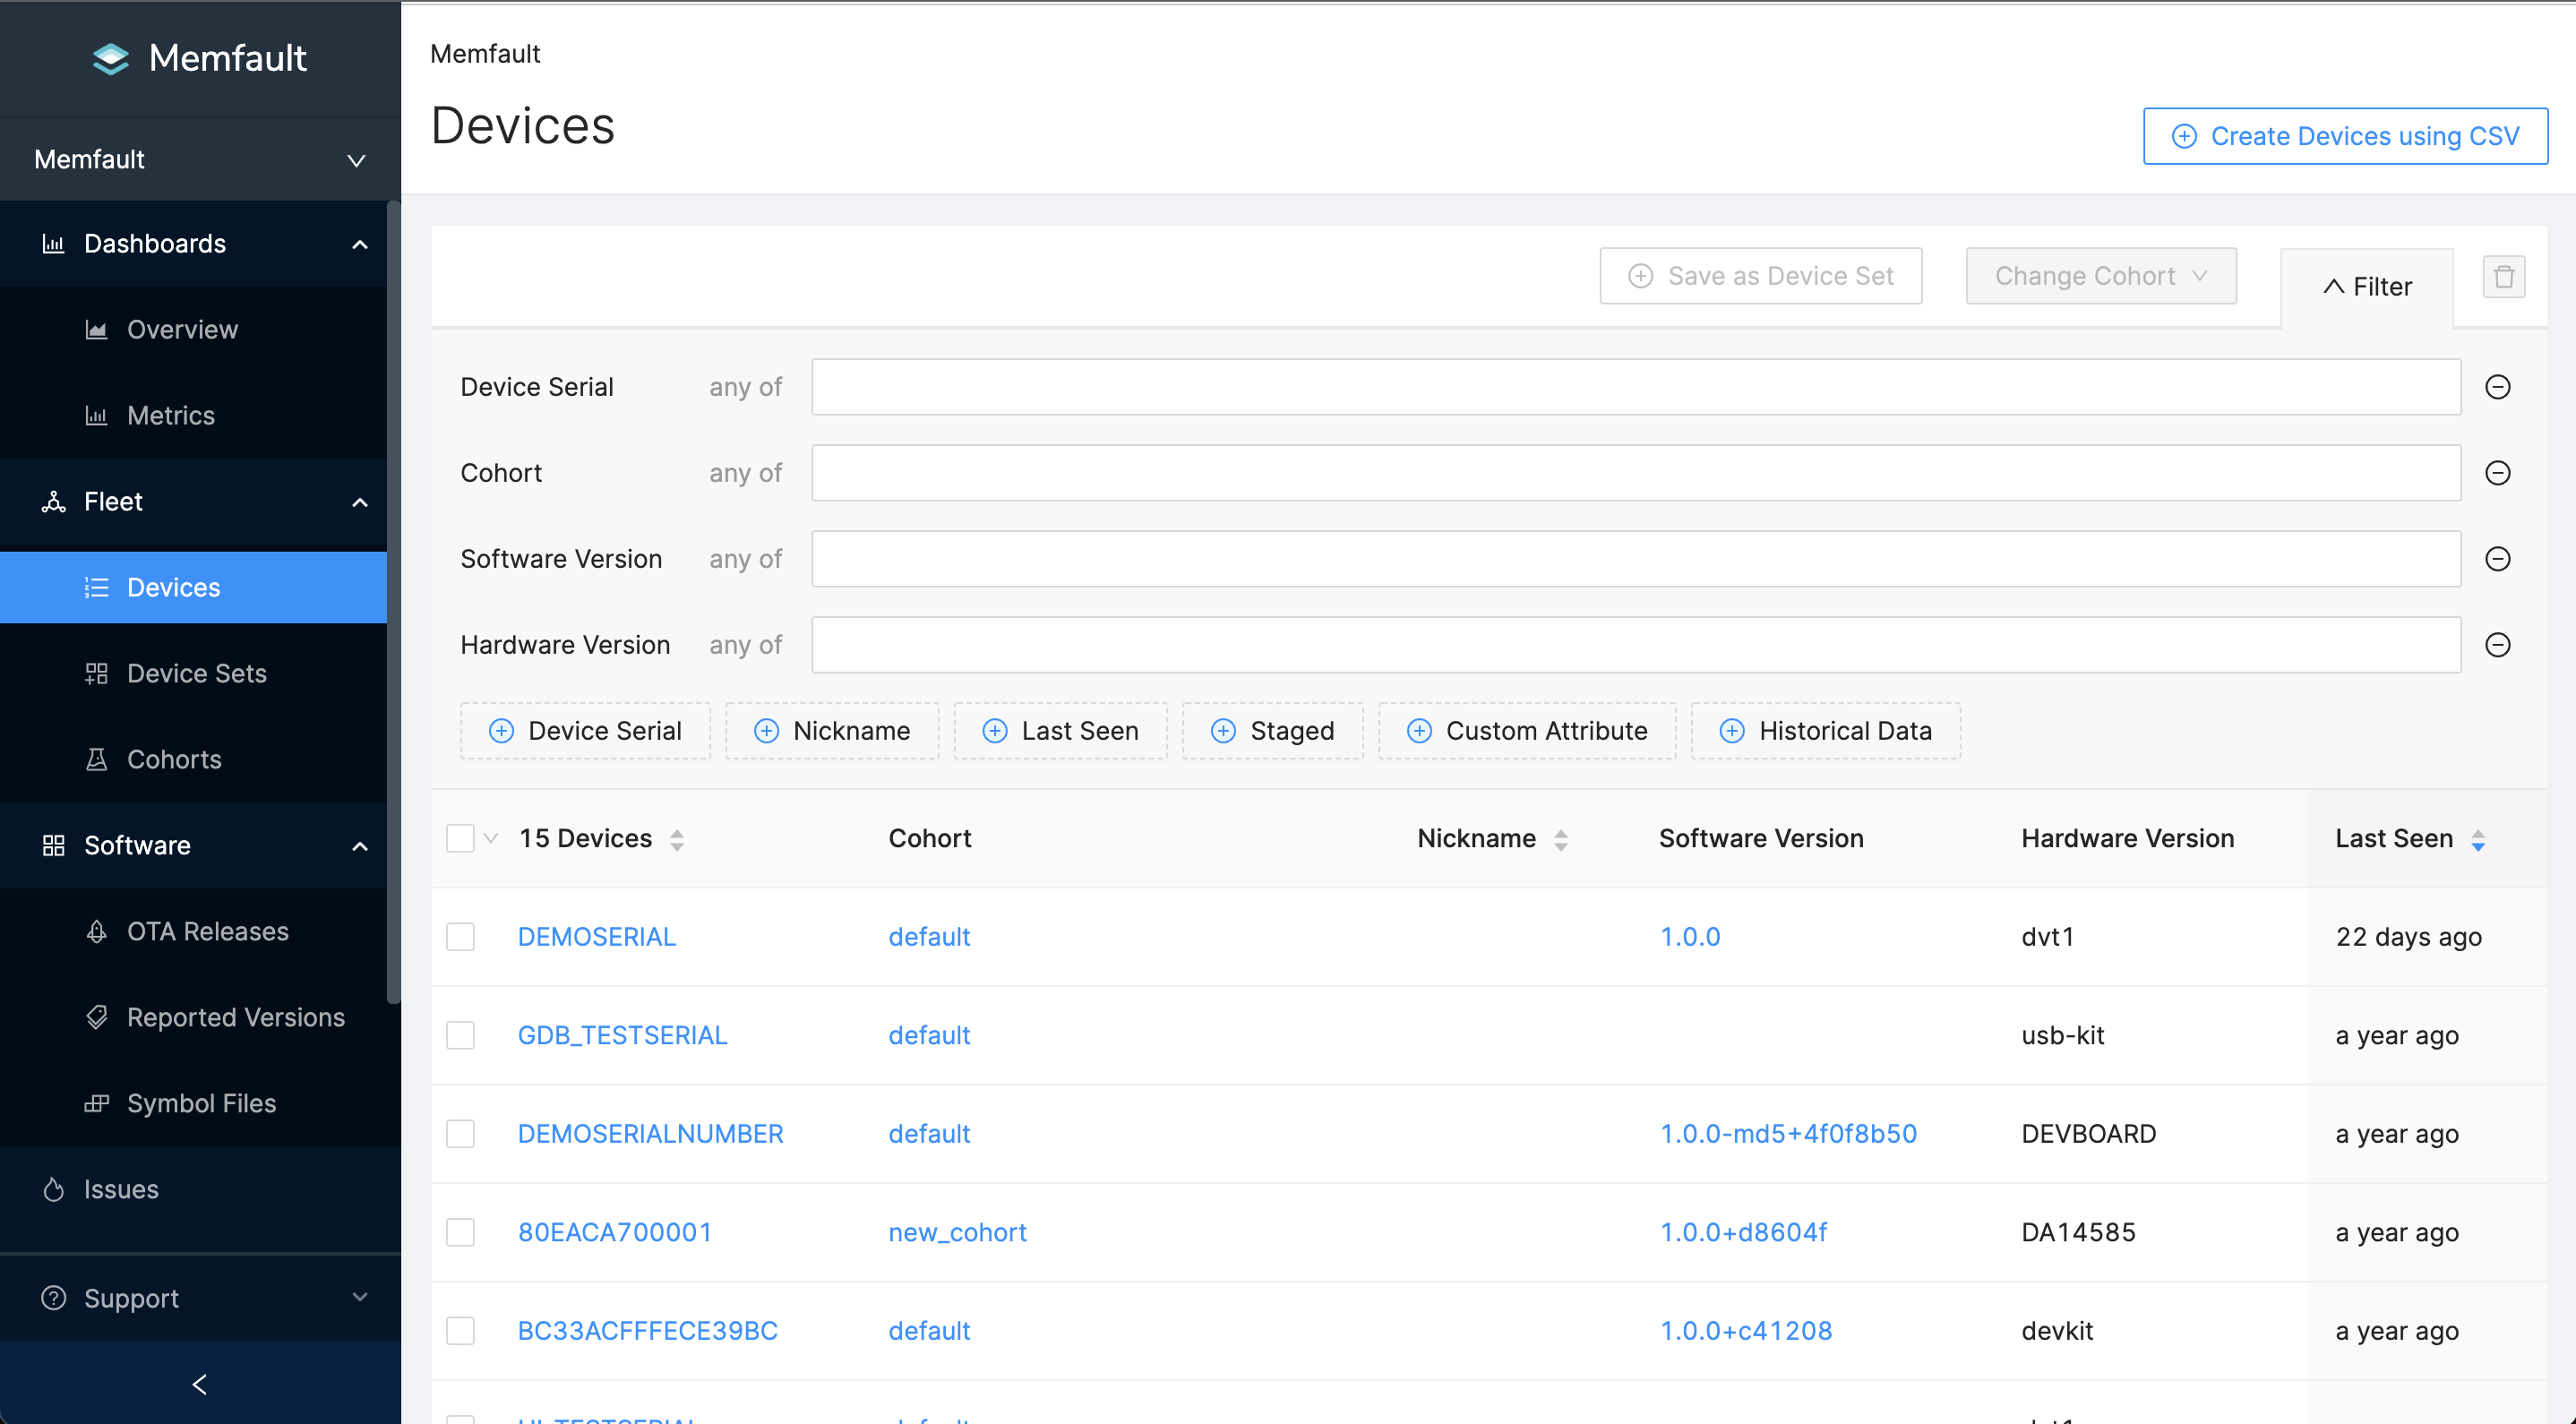 Memfault
Memfault
Dashboards
Overview
Metrics
Fleet
Devices
Device Sets
Cohorts
Software
OTA Releases
Reported Versions
Symbol Files
Issues
Support
Memfault
Devices
Create Devices using CSV
Save as Device Set
Change Cohort
Filter
Device Serial any of
Cohort any of
Software Version any of
Hardware Version any of
Device Serial Nickname Last Seen Staged Custom Attribute Historical Data
15 Devices Cohort Nickname Software Version Hardware Version Last Seen
DEMOSERIAL default 1.0.0 dvt1 22 days ago
GDB_TESTSERIAL default usb-kit a year ago
DEMOSERIALNUMBER default 1.0.0-md5+4f0f8b50 DEVBOARD a year ago
80EACA700001 new_cohort 1.0.0+d8604f DA14585 a year ago
BC33ACFFFECE39BC default 1.0.0+c41208 devkit a year ago